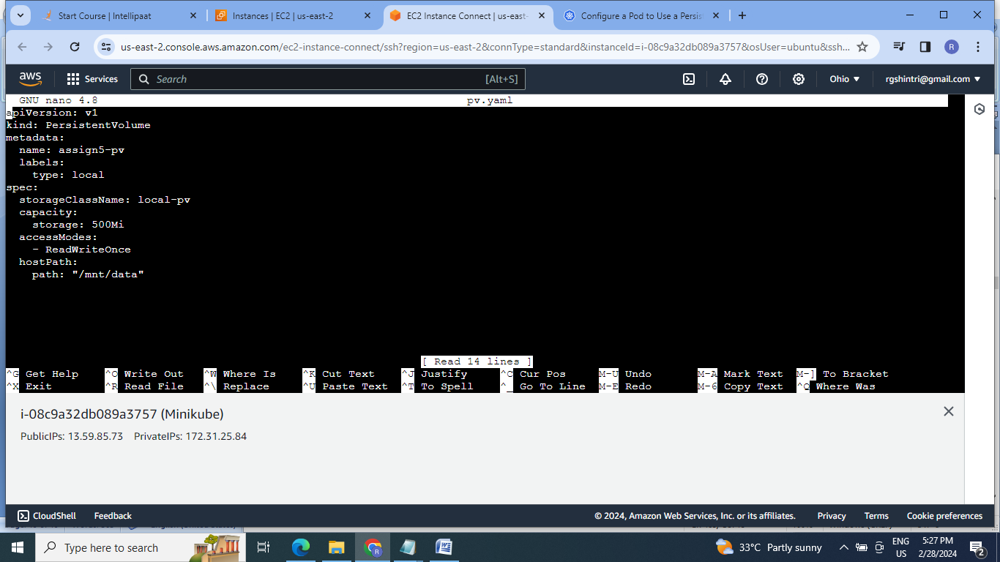 Start Course | Intellipaat
Instances | EC2 | us-east-2
EC2 Instance Connect | us-east-
Configure a Pod to Use a Persis
us-east-2.console.aws.amazon.com/ec2-instance-connect/ssh?region=us-east-2&connType=standard&instanceId=i-08c9a32db089a3757&osUser=ubuntu&ssh...
R
aws Services Search [Alt+S] Ohio rgshintri@gmail.com
GNU nano 4.8 pv.yaml
apiVersion: v1
kind: PersistentVolume
metadata:
  name: assign5-pv
  labels:
    type: local
spec:
  storageClassName: local-pv
  capacity:
    storage: 500Mi
  accessModes:
    - ReadWriteOnce
  hostPath:
    path: "/mnt/data"
[ Read 14 lines ]
^G Get Help ^O Write Out ^W Where Is ^K Cut Text ^J Justify ^C Cur Pos M-U Undo M-A Mark Text M-] To Bracket
^X Exit ^R Read File ^\ Replace ^U Paste Text ^T To Spell ^_ Go To Line M-E Redo M-6 Copy Text ^Q Where Was
i-08c9a32db089a3757 (Minikube)
PublicIPs: 13.59.85.73 PrivateIPs: 172.31.25.84
CloudShell Feedback © 2024, Amazon Web Services, Inc. or its affiliates. Privacy Terms Cookie preferences
Type here to search
R
33°C Partly sunny
ENG
US
5:27 PM
2/28/2024
2